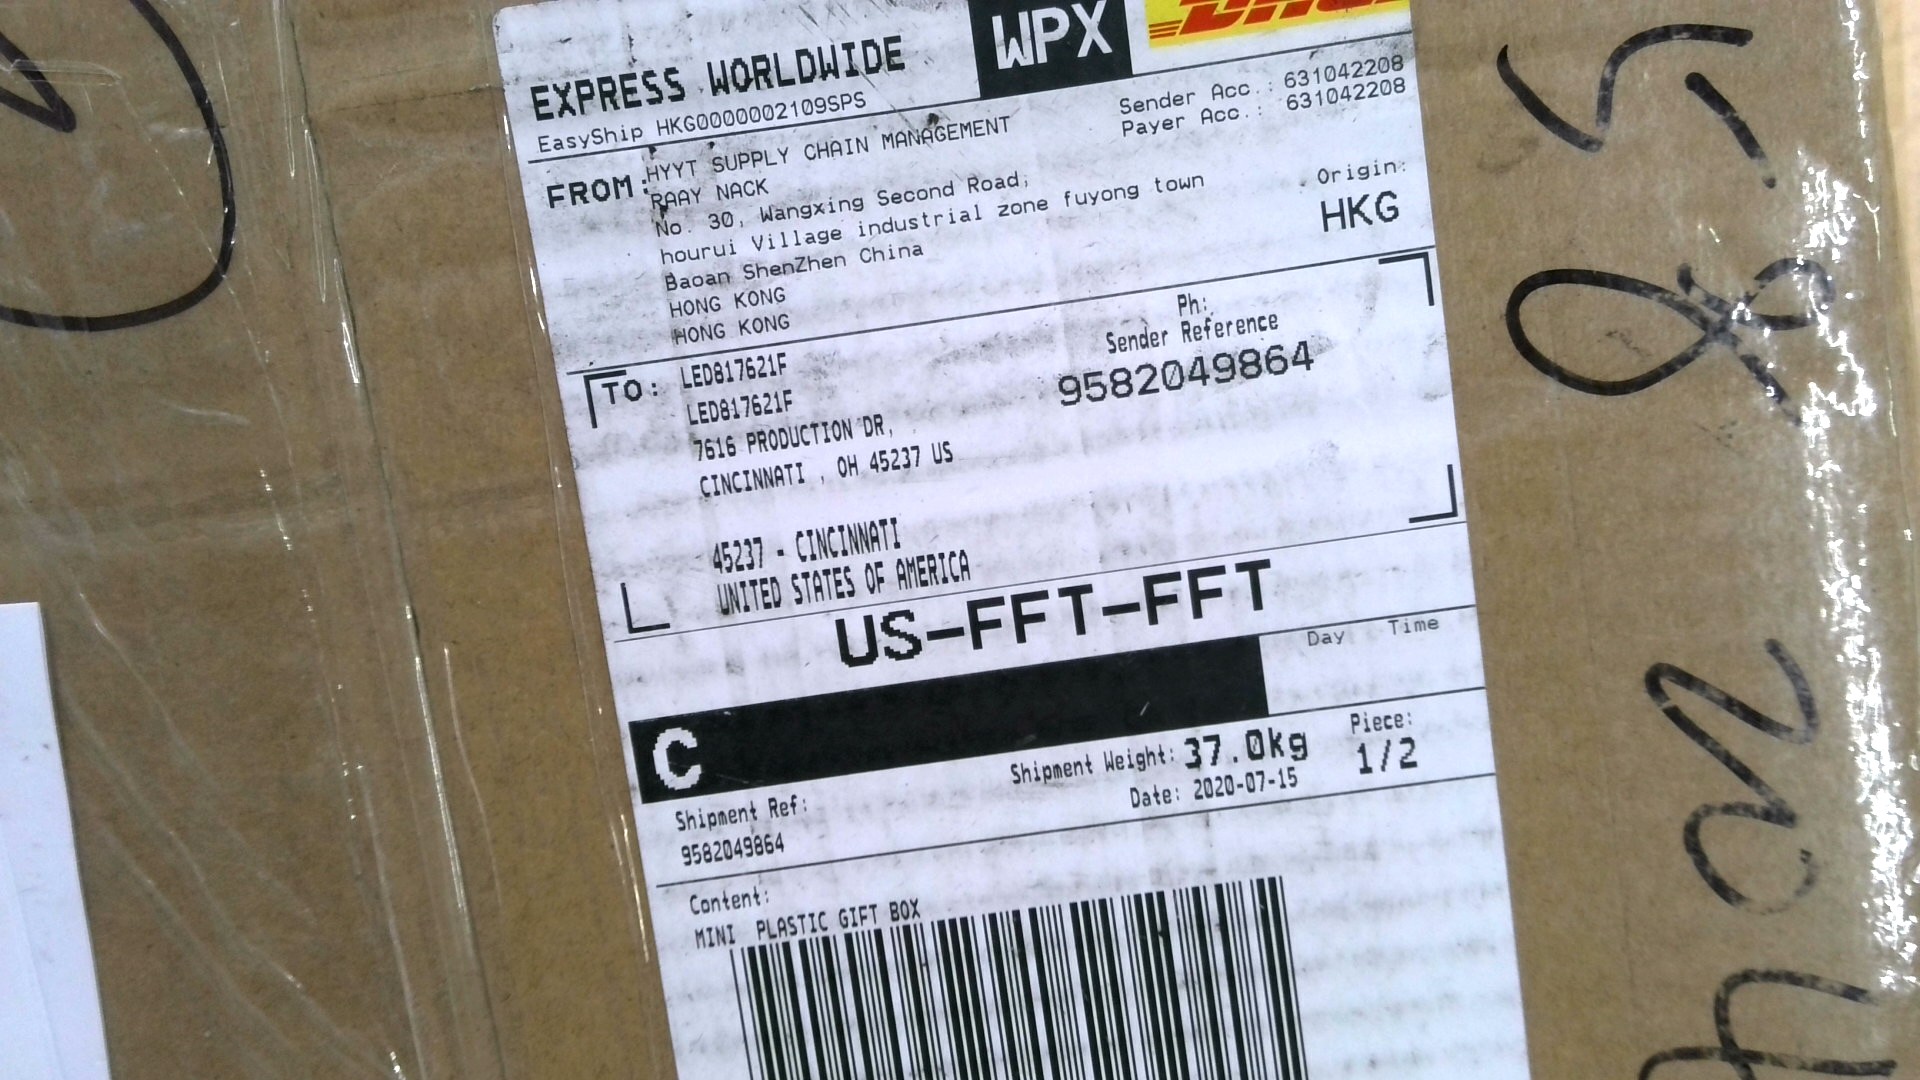 EXPRESS WORLDWIDE
WPX
EasyShip HKG0000002109SPS
Sender Acc.: 631042208
Payer Acc.: 631042208
FROM:
HYYT SUPPLY CHAIN MANAGEMENT
RAAY NACK
No. 30, Wangxing Second Road,
hourui Village industrial zone fuyong town
Baoan ShenZhen China
HONG KONG
HONG KONG
Origin:
HKG
TO: LED817621F
LED817621F
7616 PRODUCTION DR,
CINCINNATI , OH 45237 US
45237 - CINCINNATI
UNITED STATES OF AMERICA
Ph:
Sender Reference
9582049864
US-FFT-FFT
Day Time
C
Shipment Ref:
9582049864
Shipment Weight: 37.0kg
Date: 2020-07-15
Piece:
1/2
Content:
MINI PLASTIC GIFT BOX